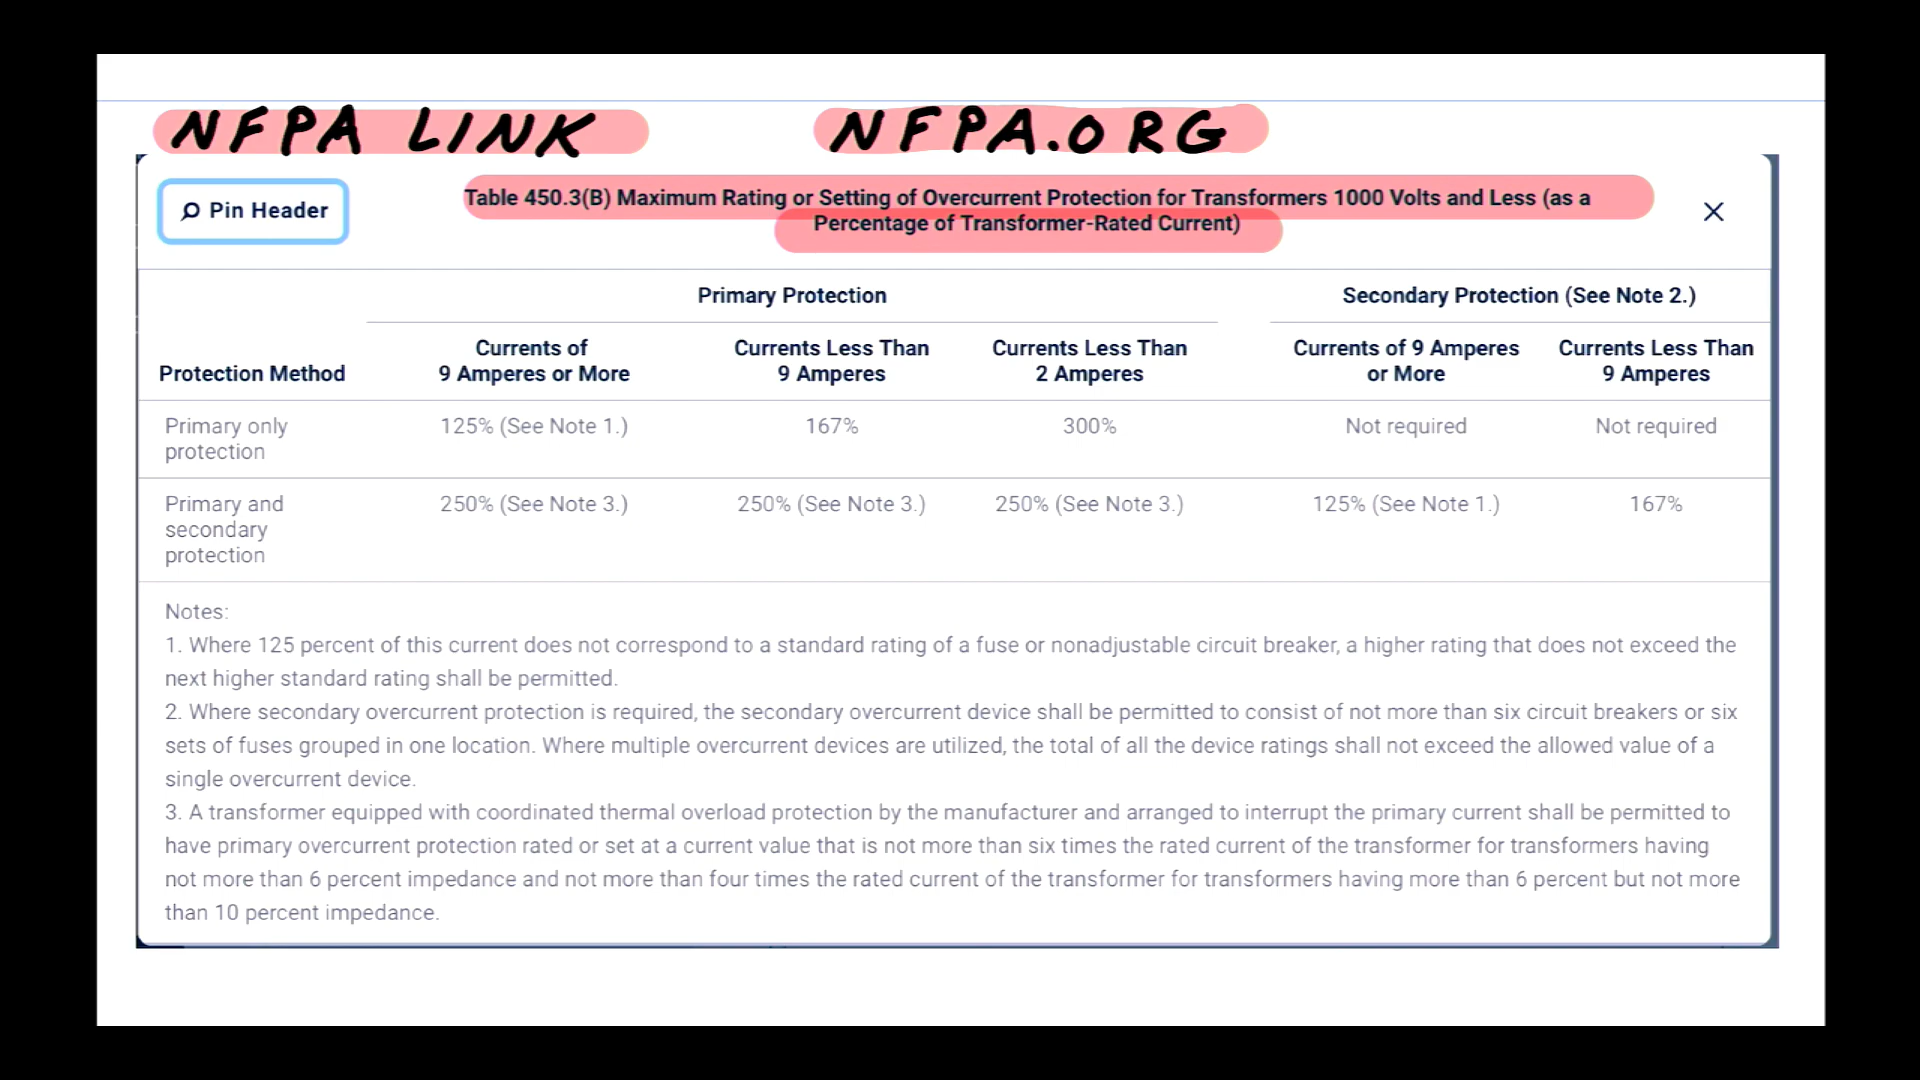 NFPA LINK NFPA.ORG
Pin Header
Table 450.3(B) Maximum Rating or Setting of Overcurrent Protection for Transformers 1000 Volts and Less (as a
Percentage of Transformer-Rated Current)
Primary Protection Secondary Protection (See Note 2.)
Protection Method
Currents of
9 Amperes or More
Currents Less Than
9 Amperes
Currents Less Than
2 Amperes
Currents of 9 Amperes
or More
Currents Less Than
9 Amperes
Primary only
protection
125% (See Note 1.) 167% 300% Not required Not required
Primary and
secondary
protection
250% (See Note 3.) 250% (See Note 3.) 250% (See Note 3.) 125% (See Note 1.) 167%
Notes:
1. Where 125 percent of this current does not correspond to a standard rating of a fuse or nonadjustable circuit breaker, a higher rating that does not exceed the
next higher standard rating shall be permitted.
2. Where secondary overcurrent protection is required, the secondary overcurrent device shall be permitted to consist of not more than six circuit breakers or six
sets of fuses grouped in one location. Where multiple overcurrent devices are utilized, the total of all the device ratings shall not exceed the allowed value of a
single overcurrent device.
3. A transformer equipped with coordinated thermal overload protection by the manufacturer and arranged to interrupt the primary current shall be permitted to
have primary overcurrent protection rated or set at a current value that is not more than six times the rated current of the transformer for transformers having
not more than 6 percent impedance and not more than four times the rated current of the transformer for transformers having more than 6 percent but not more
than 10 percent impedance.